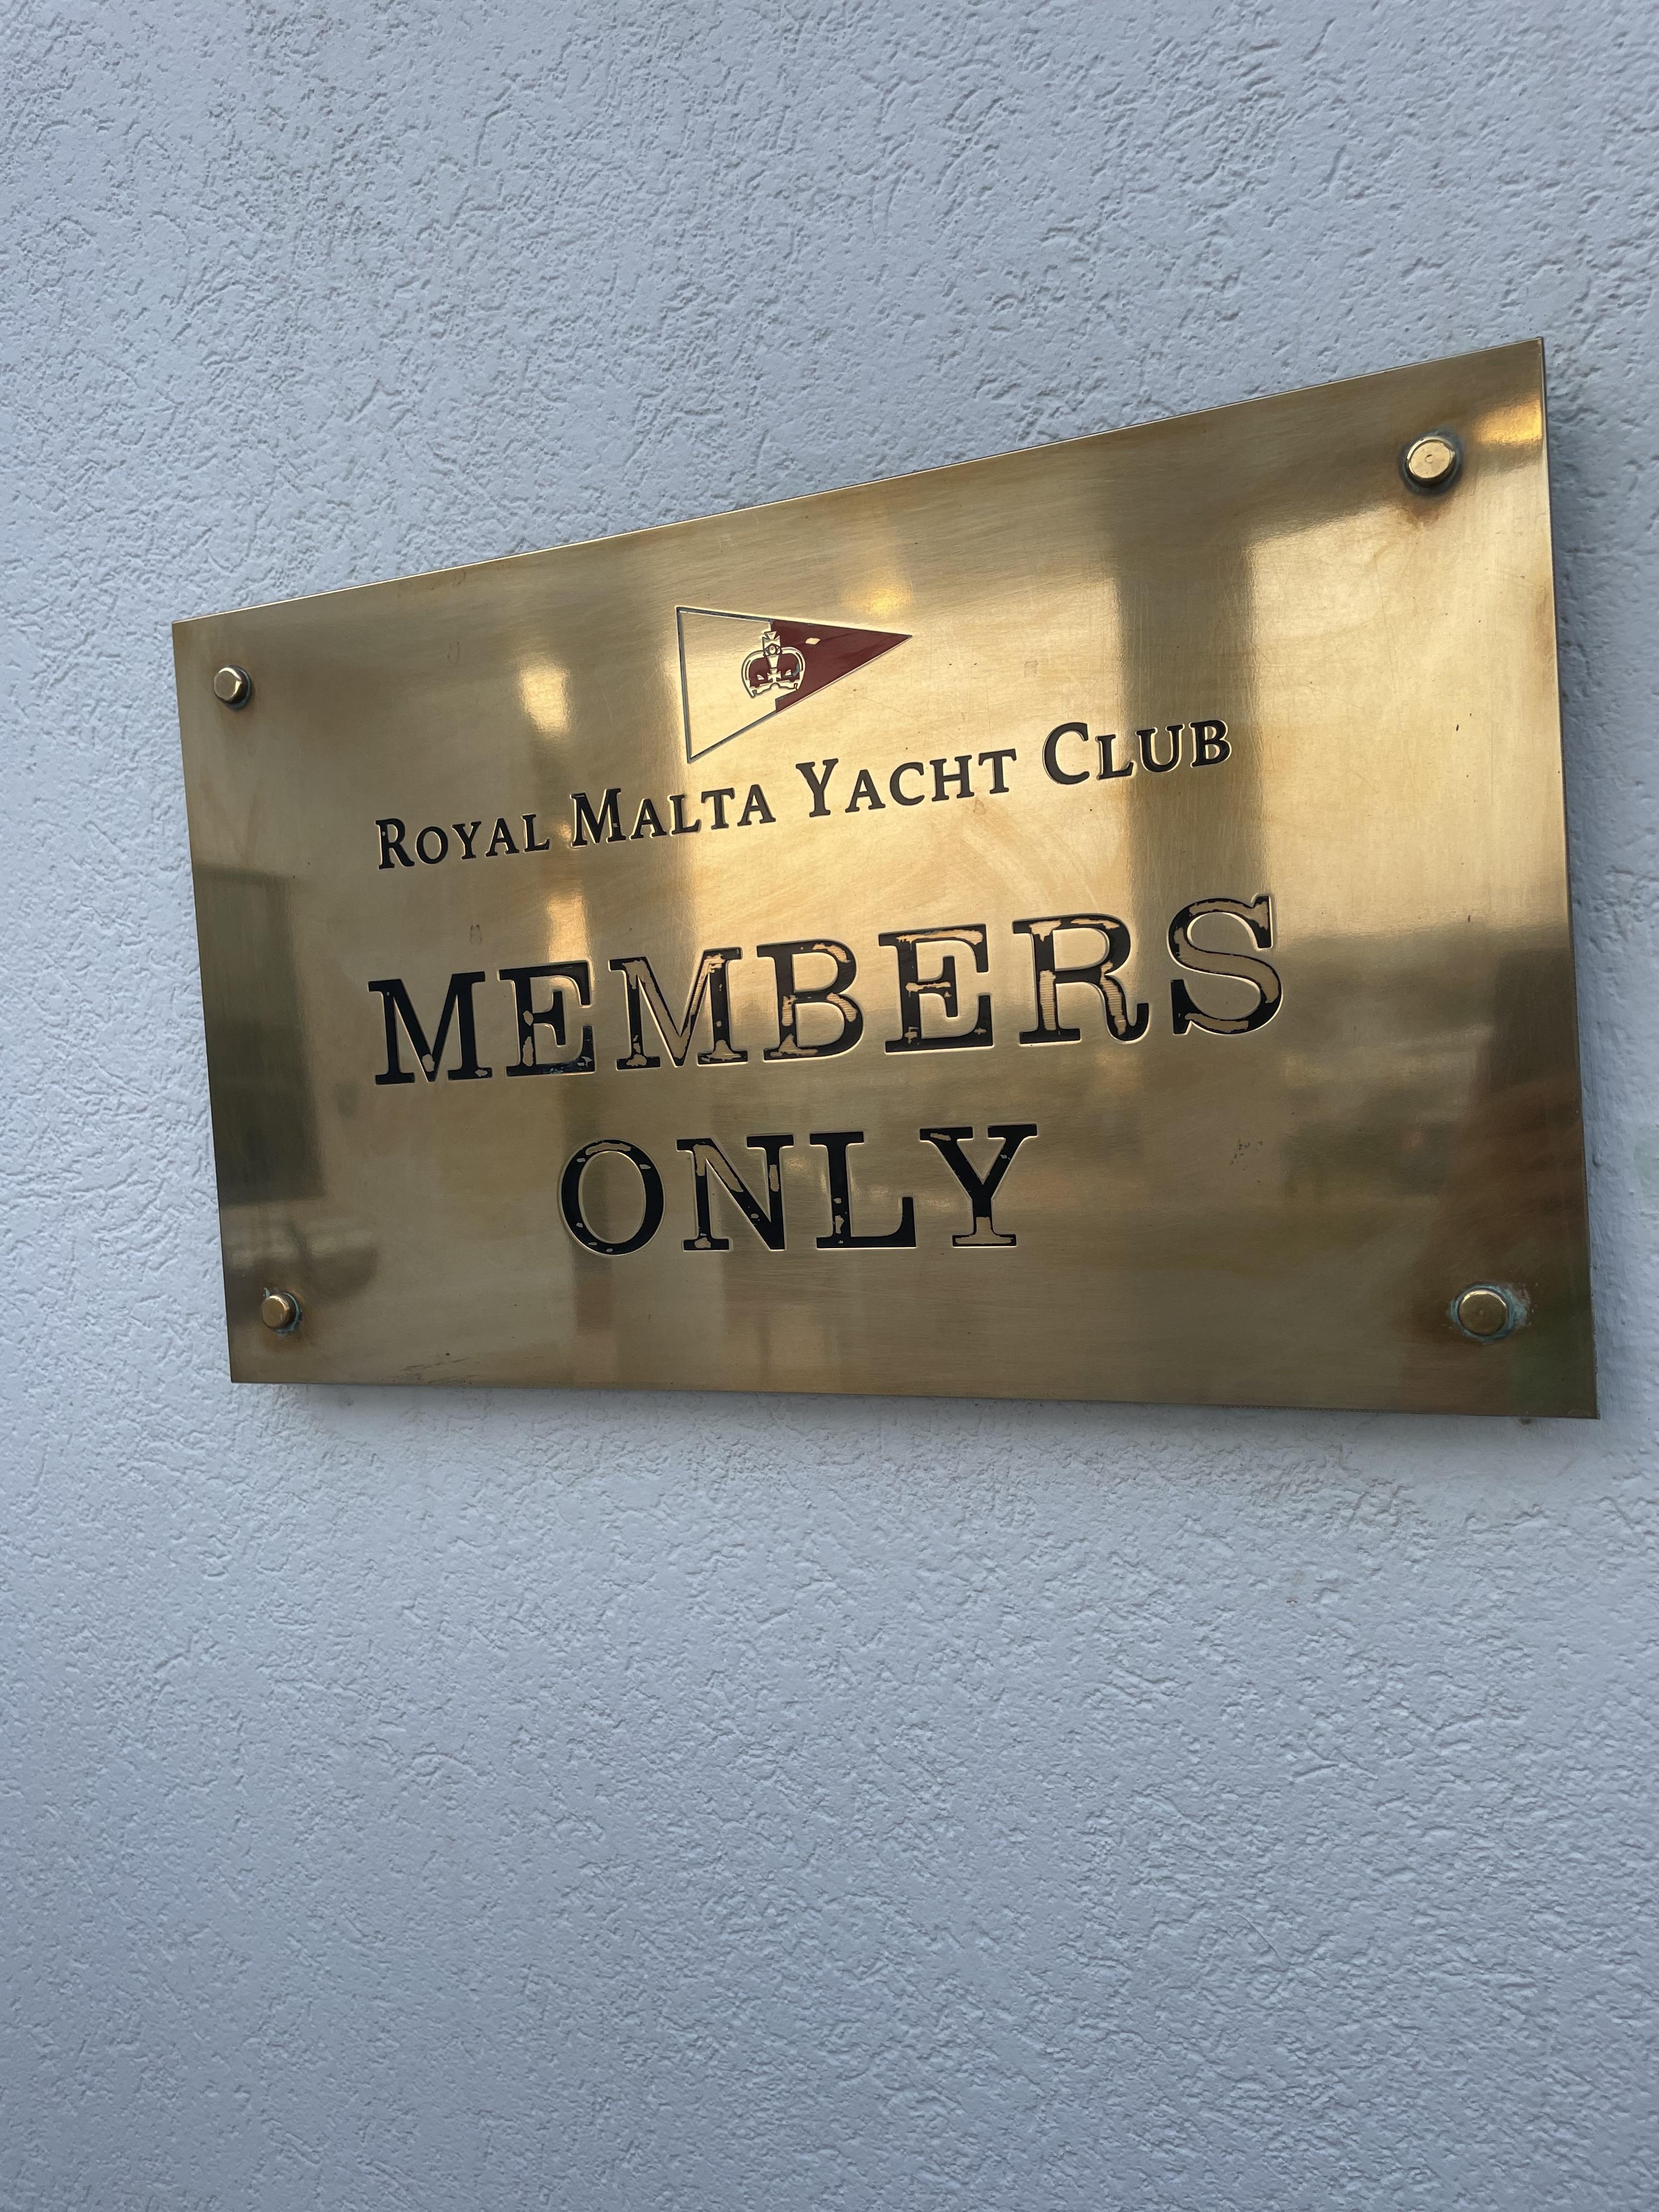 ROYAL MALTA YACHT CLUB
MEMBERS
ONLY